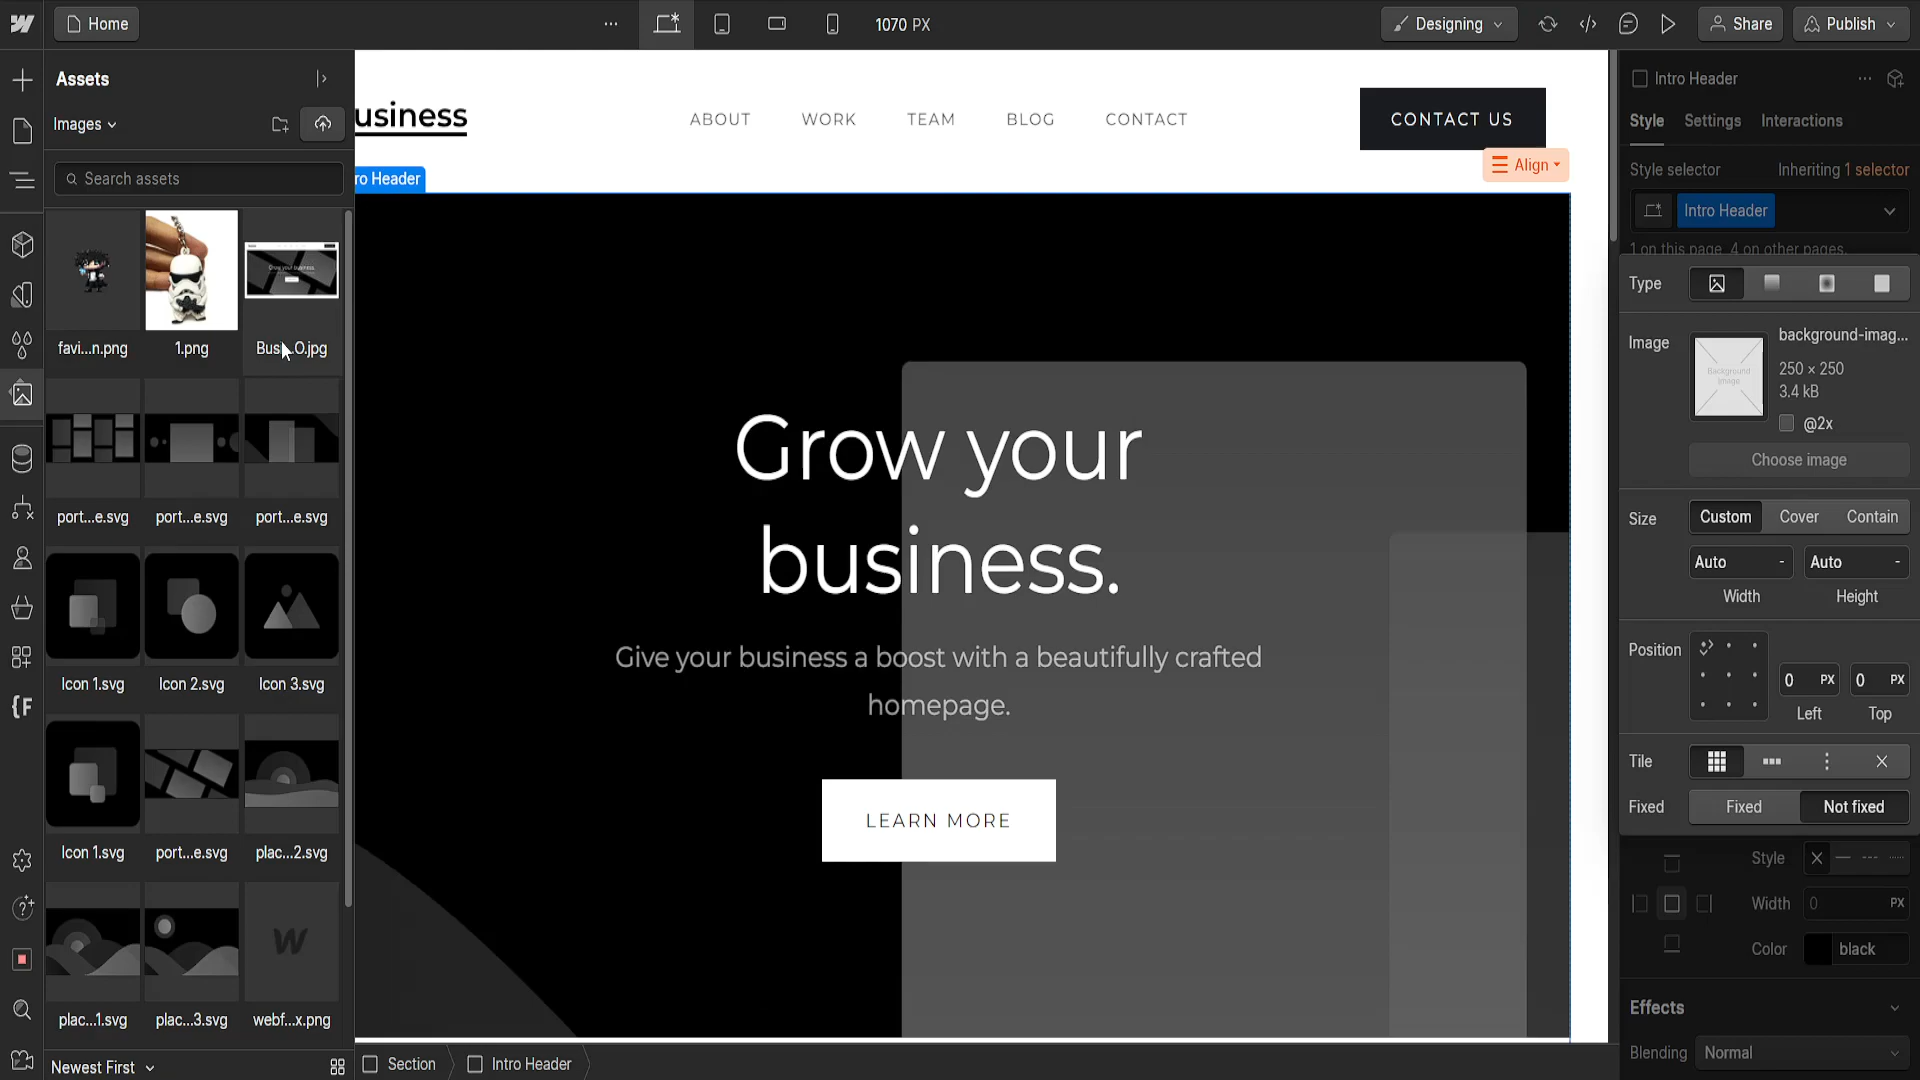 Home
1070 PX
Designing
Share
Publish
Assets
Images
Search assets
favi...n.png
1.png
Bus...O.jpg
port...e.svg
port...e.svg
port...e.svg
Icon 1.svg
Icon 2.svg
Icon 3.svg
Icon 1.svg
port...e.svg
plac...2.svg
plac...1.svg
plac...3.svg
webf...x.png
Newest First
usiness
ABOUT
WORK
TEAM
BLOG
CONTACT
CONTACT US
Align
ro Header
Grow your
business.
Give your business a boost with a beautifully crafted
homepage.
LEARN MORE
Section
Intro Header
Intro Header
Style
Settings
Interactions
Style selector
Inheriting 1 selector
Intro Header
1 on this page, 4 on other pages.
Type
Image
Background
Image
background-imag...
250 × 250
3.4 kB
@2x
Choose image
Size
Custom
Cover
Contain
Auto -
Auto -
Width
Height
Position
0 PX
0 PX
Left
Top
Tile
Fixed
Fixed
Not fixed
Style
Width
0 PX
Color
black
Effects
Blending
Normal